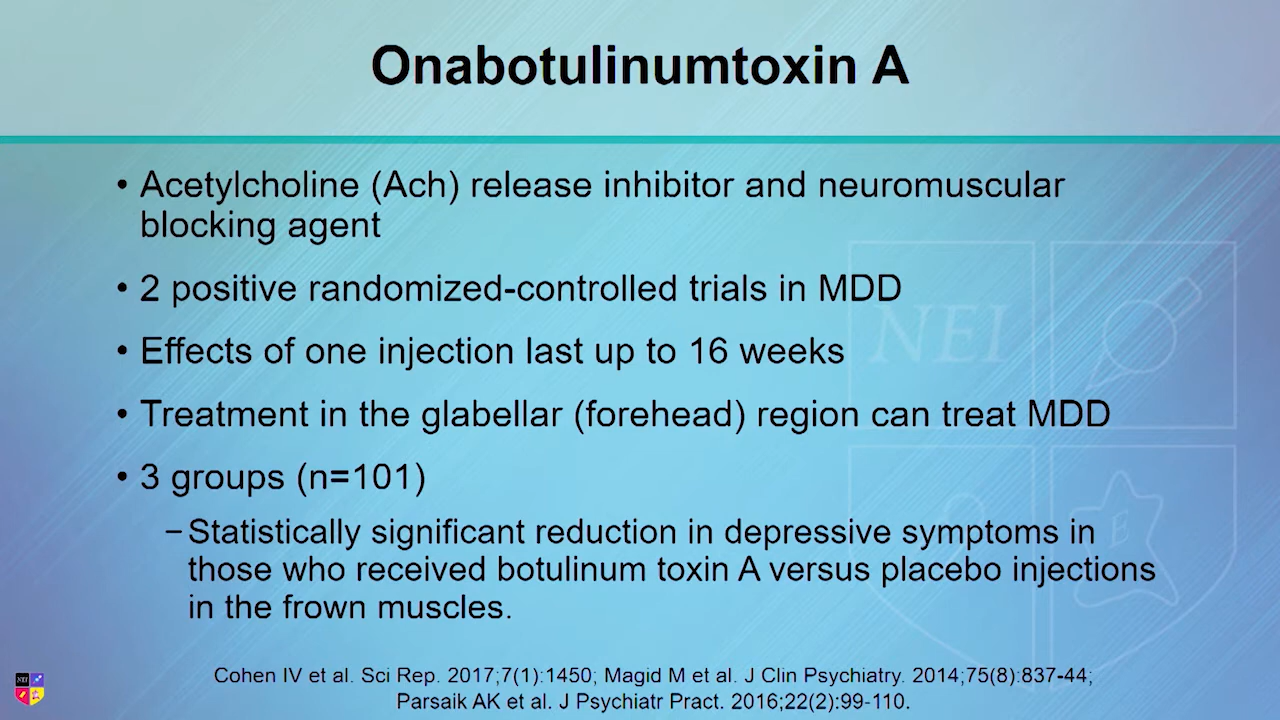 Onabotulinumtoxin A
• Acetylcholine (Ach) release inhibitor and neuromuscular
blocking agent
• 2 positive randomized-controlled trials in MDD
• Effects of one injection last up to 16 weeks
• Treatment in the glabellar (forehead) region can treat MDD
• 3 groups (n=101)
– Statistically significant reduction in depressive symptoms in
those who received botulinum toxin A versus placebo injections
in the frown muscles.
Cohen IV et al. Sci Rep. 2017;7(1):1450; Magid M et al. J Clin Psychiatry. 2014;75(8):837-44;
Parsaik AK et al. J Psychiatr Pract. 2016;22(2):99-110.
NEI
E
NEI